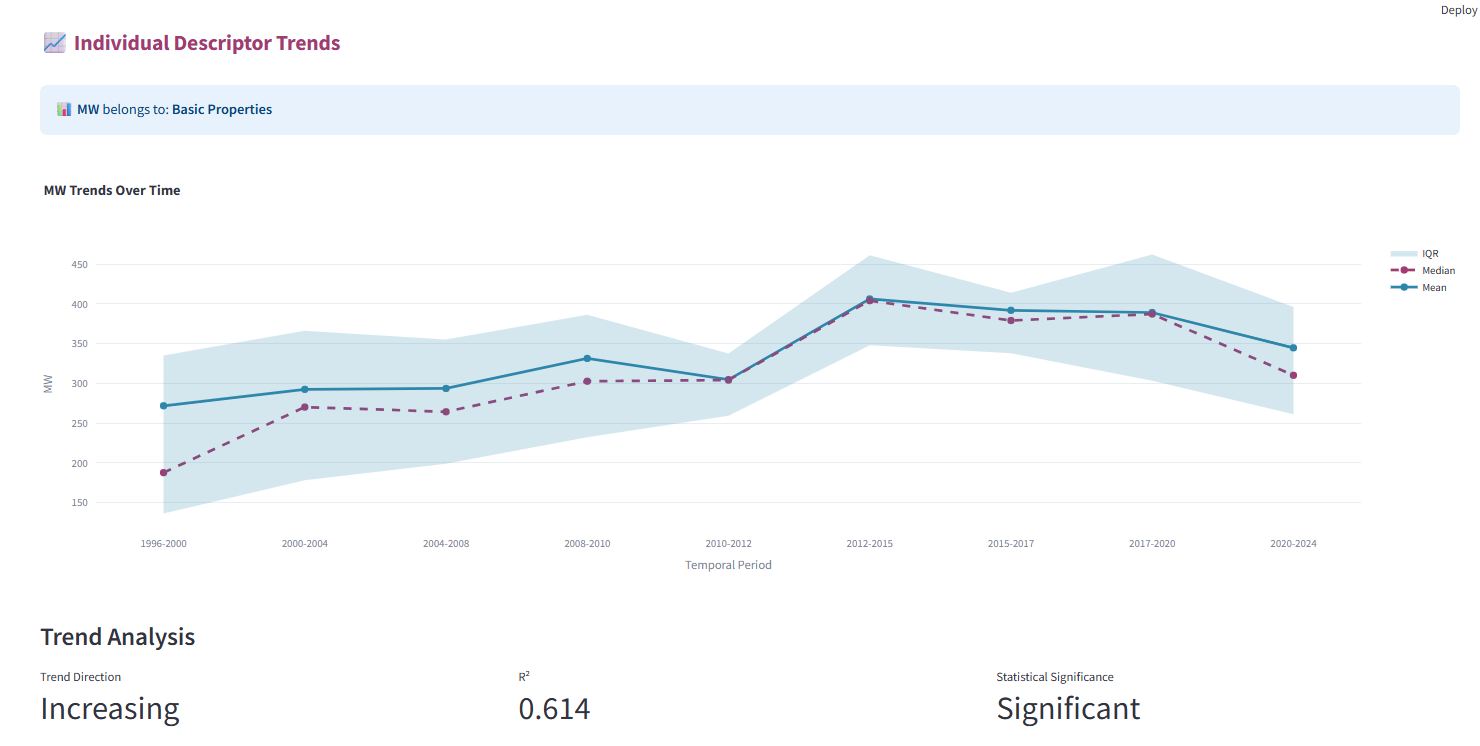 Deploy
Individual Descriptor Trends
MW belongs to: Basic Properties
MW Trends Over Time
450
400
350
300
250
200
150
MW
IQR
Median
Mean
1996-2000 2000-2004 2004-2008 2008-2010 2010-2012 2012-2015 2015-2017 2017-2020 2020-2024
Temporal Period
Trend Analysis
Trend Direction R² Statistical Significance
Increasing 0.614 Significant